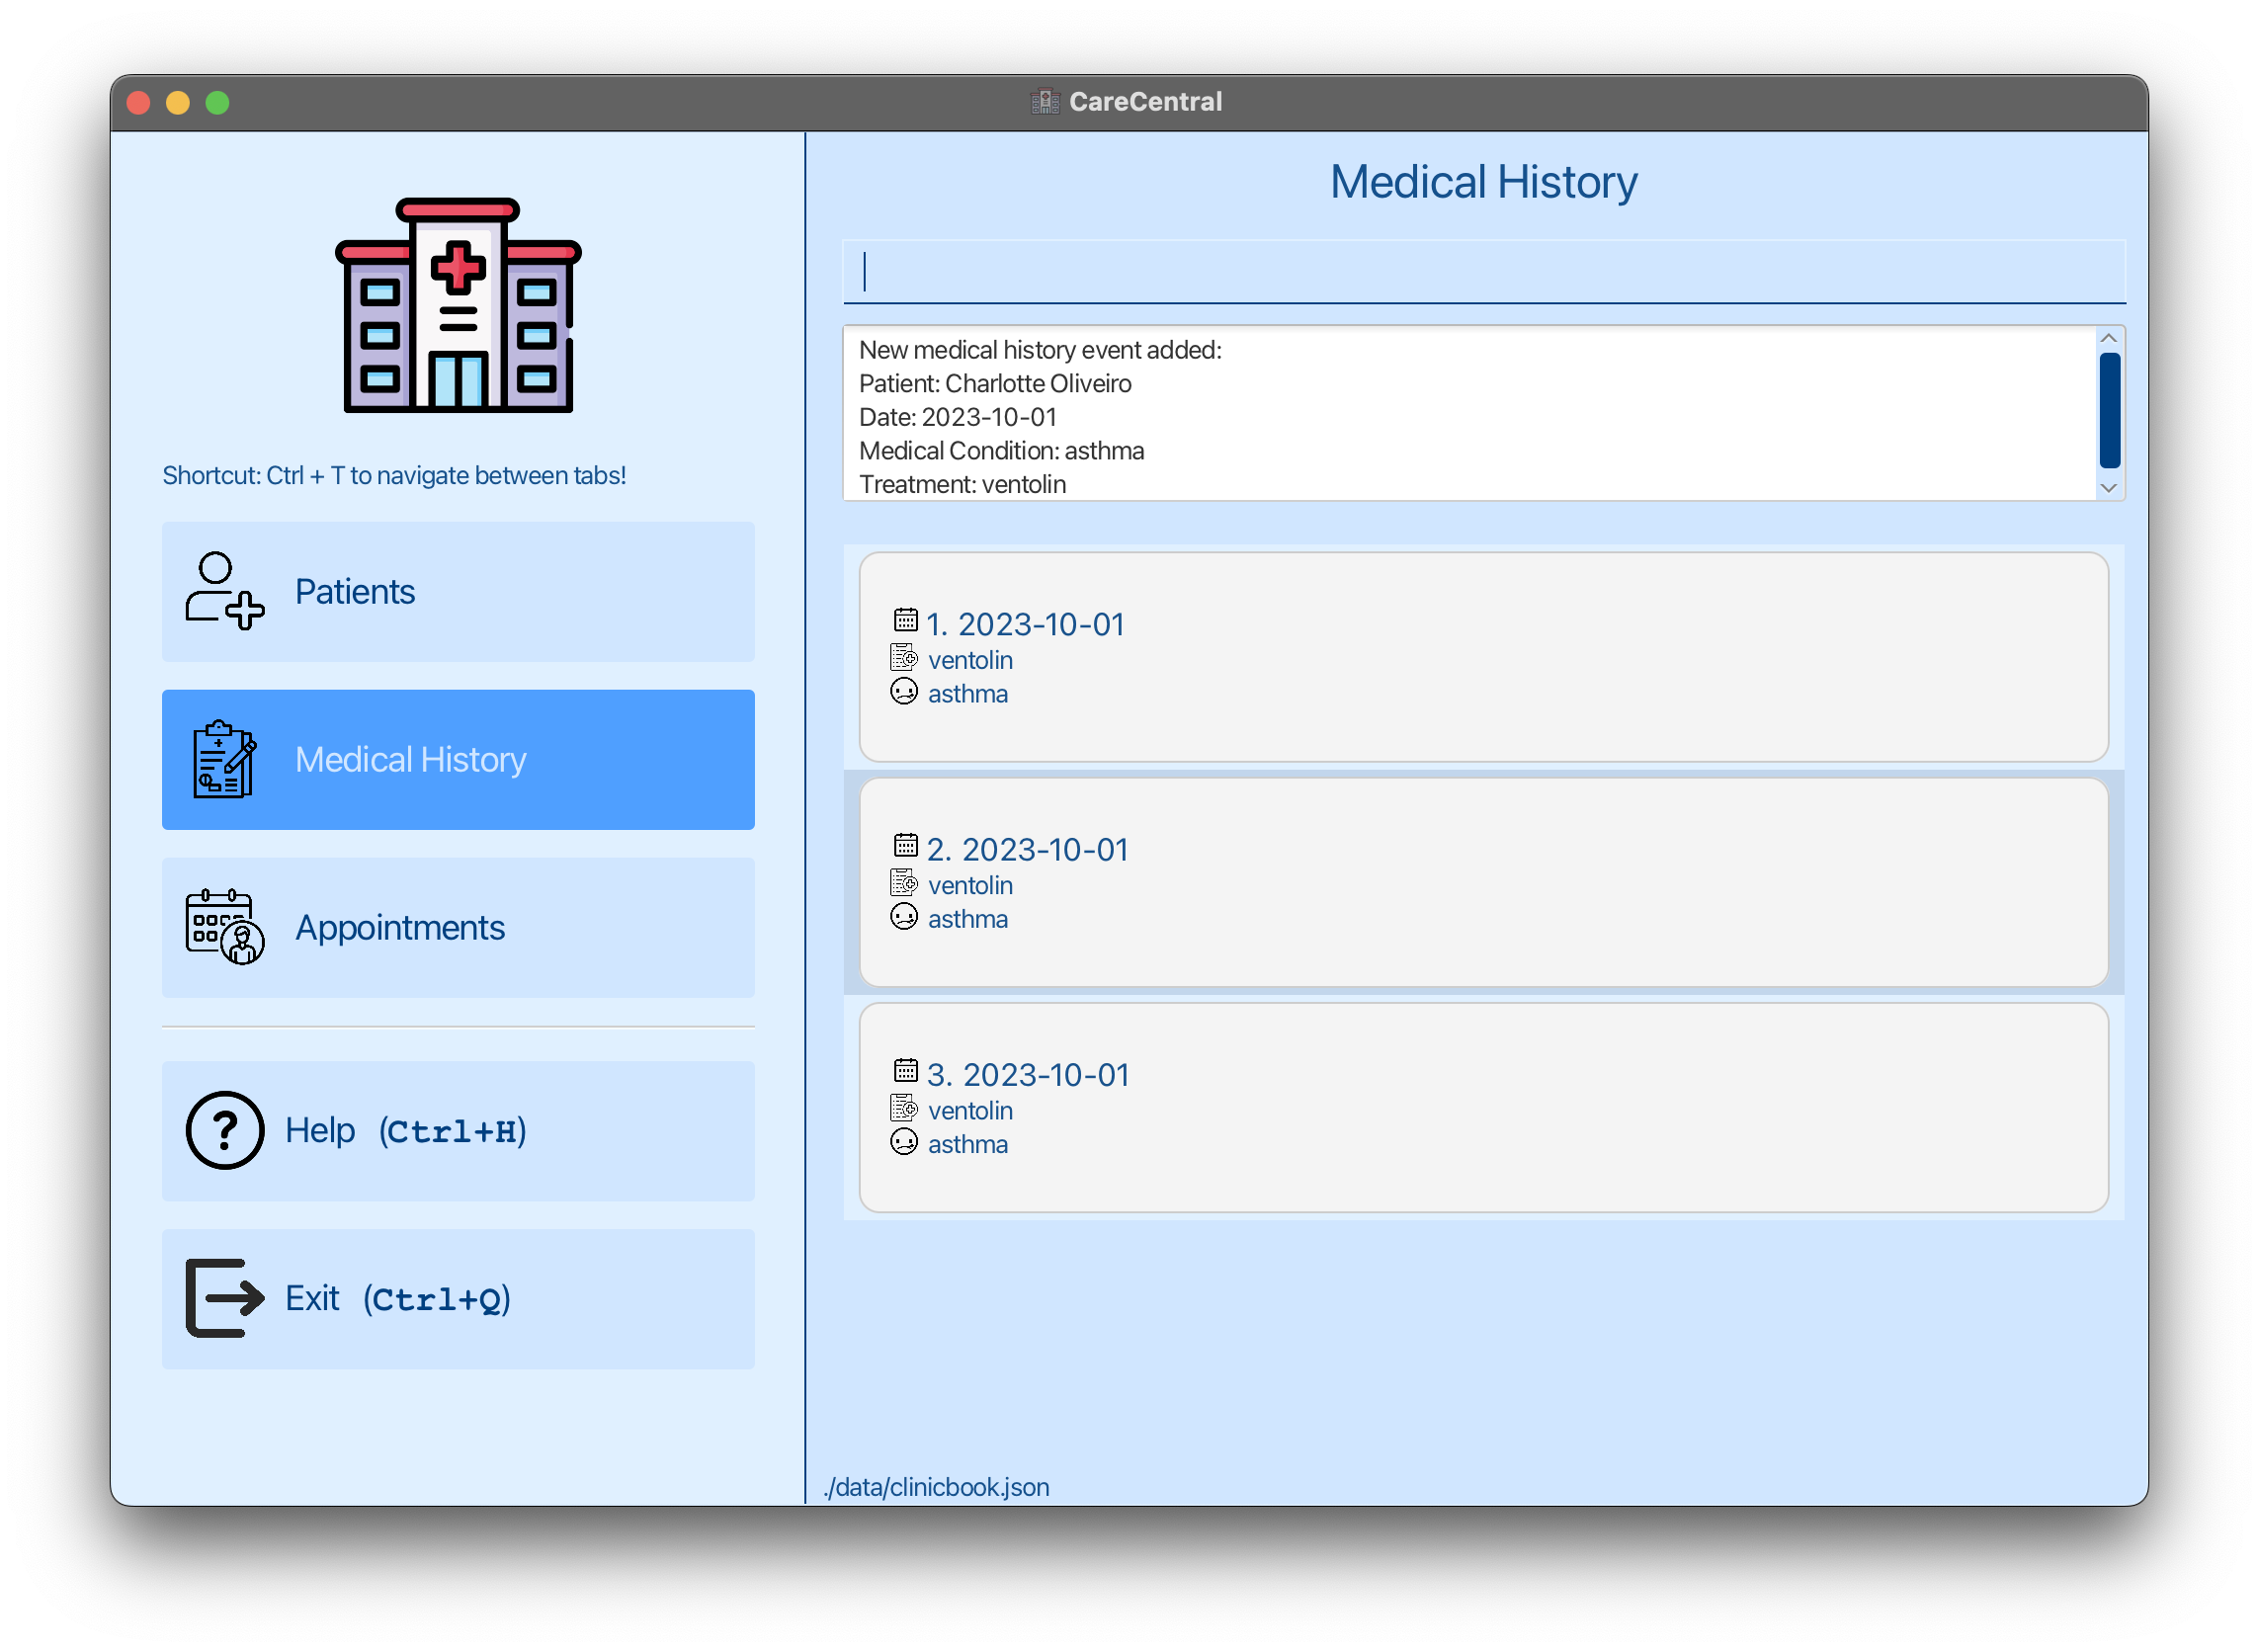 CareCentral
Shortcut: Ctrl + T to navigate between tabs!
Patients
Medical History
Appointments
Help (Ctrl+H)
Exit (Ctrl+Q)
Medical History
New medical history event added:
Patient: Charlotte Oliveiro
Date: 2023-10-01
Medical Condition: asthma
Treatment: ventolin
1. 2023-10-01
ventolin
asthma
2. 2023-10-01
ventolin
asthma
3. 2023-10-01
ventolin
asthma
./data/clinicbook.json